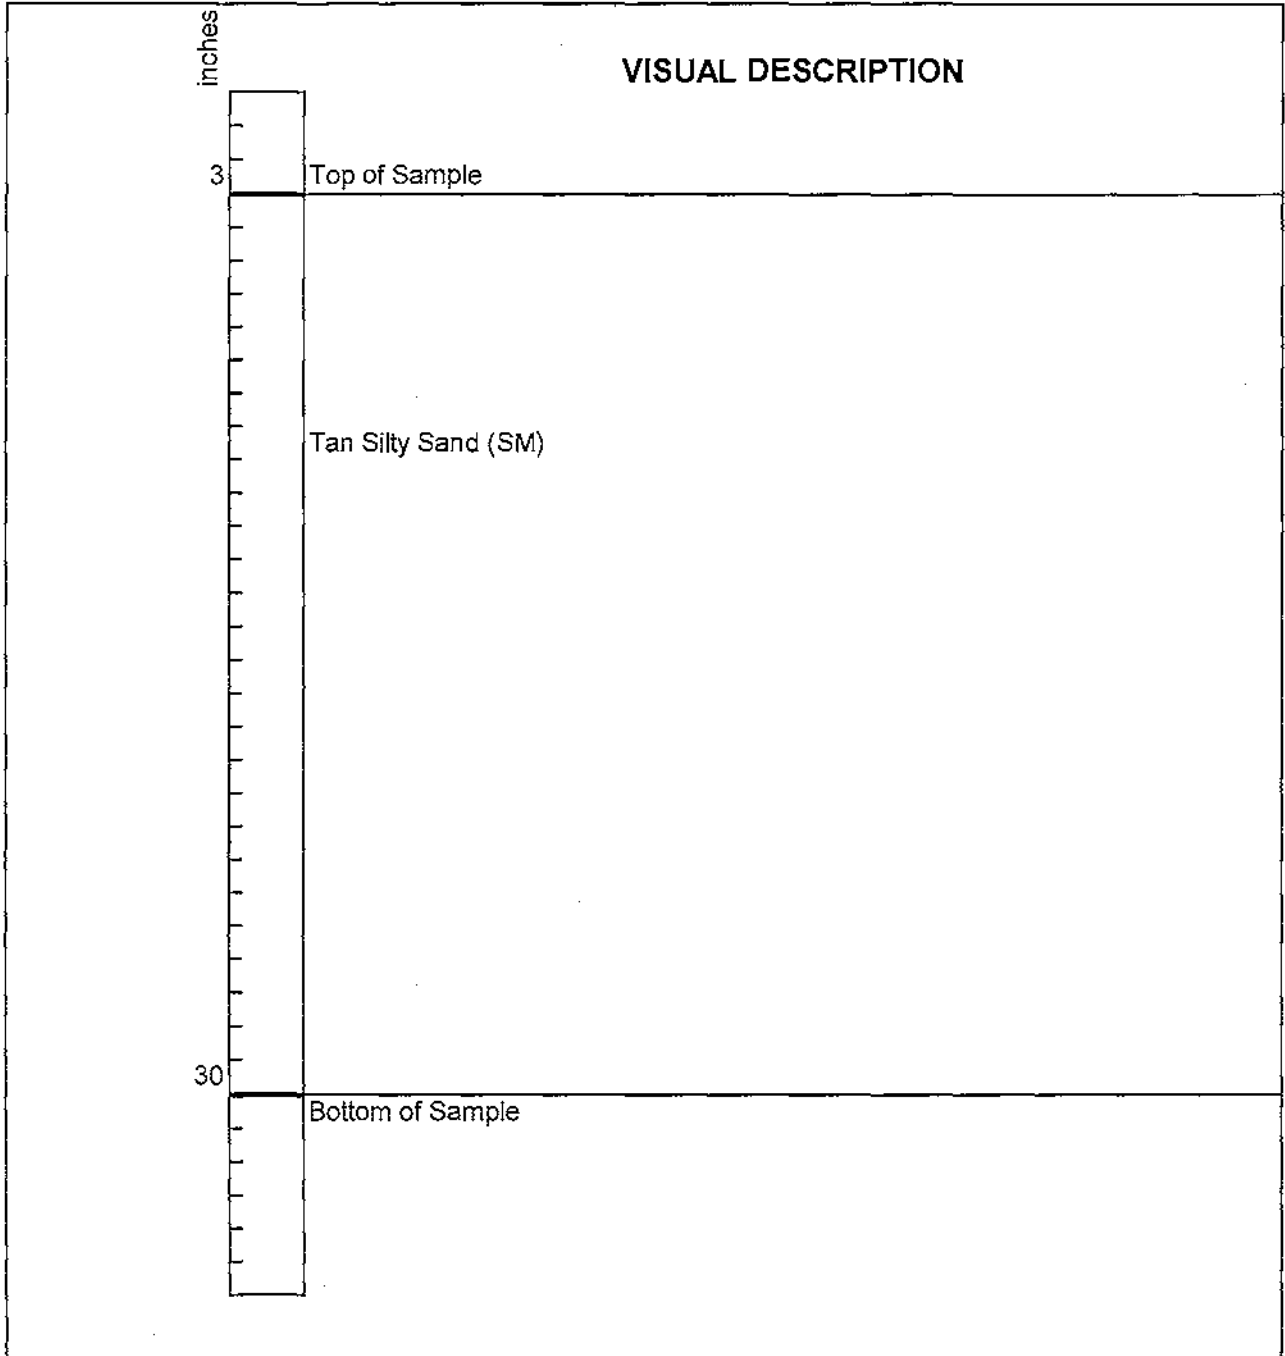 inches
VISUAL DESCRIPTION
3
Top of Sample
Tan Silty Sand (SM)
30
Bottom of Sample